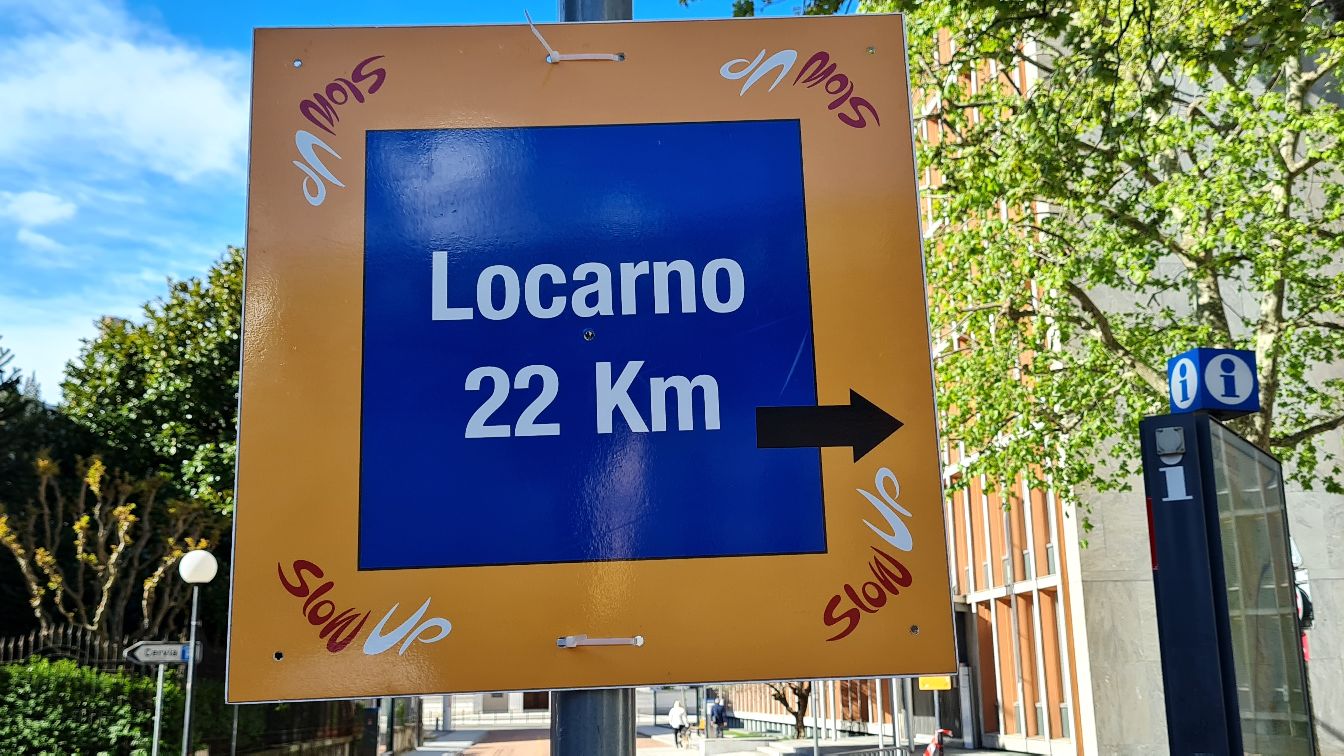 Slow Up
Slow Up
Locarno
22 Km
Slow Up
Slow Up
Cervia
i i
i